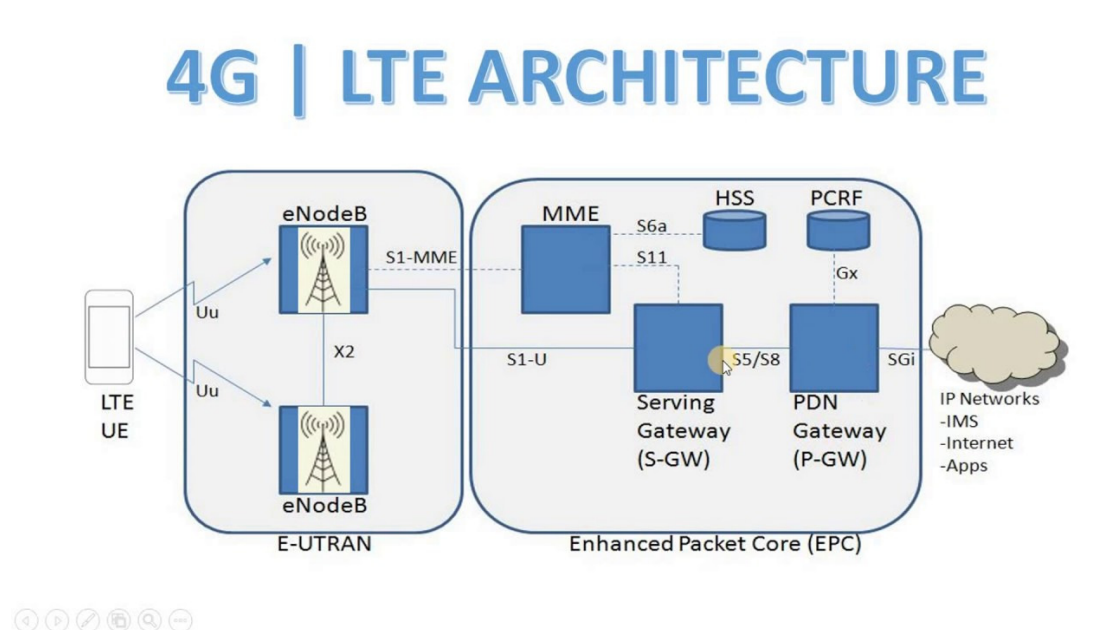 4G | LTE ARCHITECTURE
eNodeB
MME
HSS
PCRF
S6a
S1-MME
S11
Gx
Uu
X2
S1-U
S5/S8
SGi
Uu
LTE
UE
Serving
Gateway
(S-GW)
PDN
Gateway
(P-GW)
IP Networks
-IMS
-Internet
-Apps
eNodeB
E-UTRAN
Enhanced Packet Core (EPC)